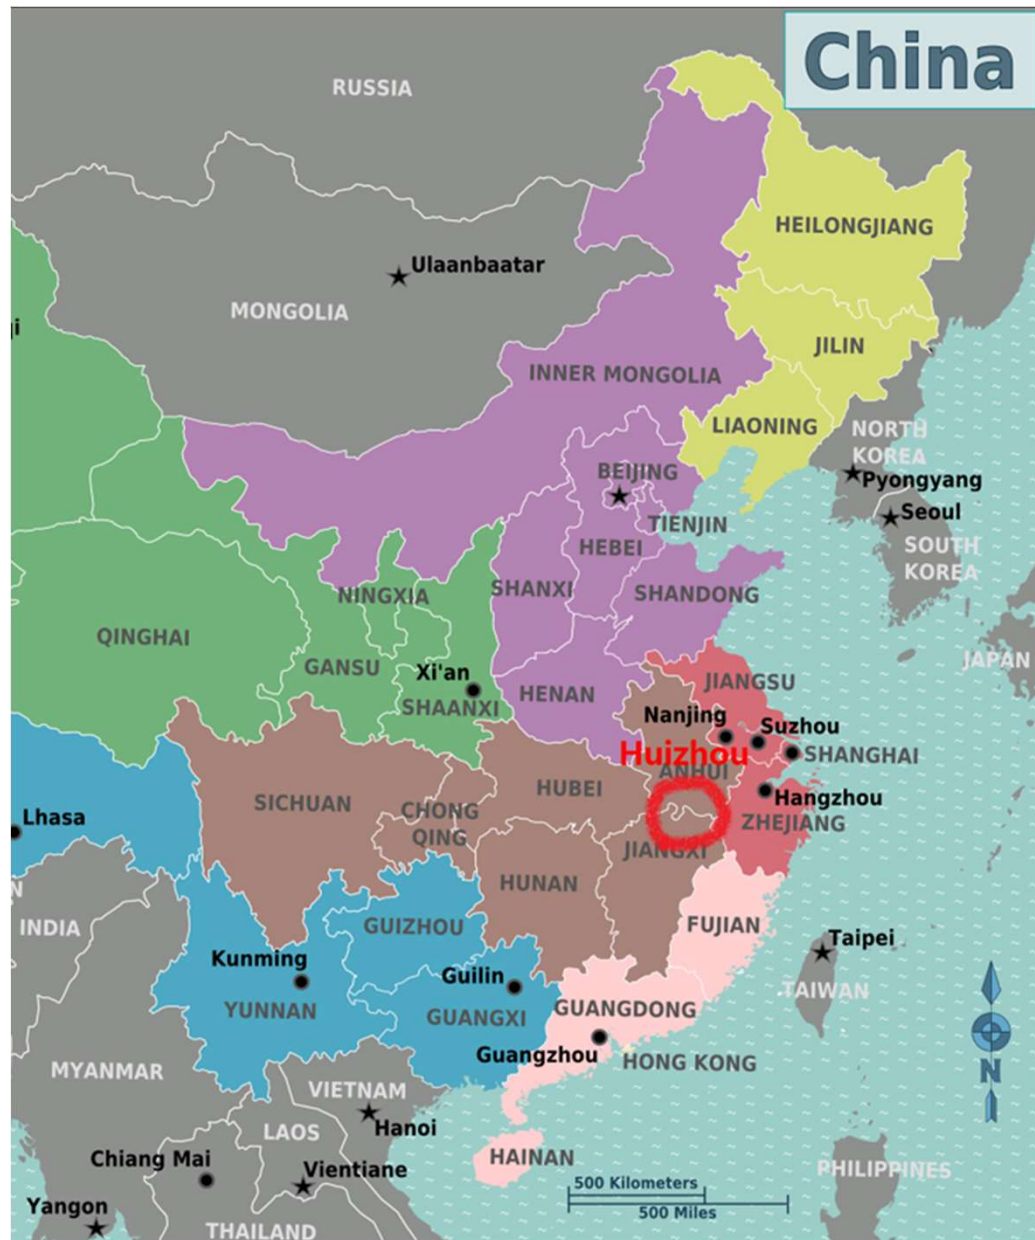 China
RUSSIA
HEILONGJIANG
Ulaanbaatar
MONGOLIA
gi
JILIN
INNER MONGOLIA
LIAONING
NORTH
KOREA
BEIJING
Pyongyang
Seoul
TIENJIN
HEBEI
SOUTH
KOREA
SHANXI
NINGXIA
SHANDONG
QINGHAI
GANSU
JAPAN
Xi'an
SHAANXI
HENAN
JIANGSU
Nanjing
Suzhou
Huizhou
SHANGHAI
ANHUI
HUBEI
SICHUAN
Hangzhou
CHONG
QING
ZHEJIANG
Lhasa
JIANGXI
HUNAN
N
INDIA
GUIZHOU
FUJIAN
Taipei
Kunming
Guilin
TAIWAN
YUNNAN
GUANGXI
GUANGDONG
Guangzhou
HONG KONG
N
MYANMAR
VIETNAM
Hanoi
LAOS
Chiang Mai
Vientiane
HAINAN
PHILIPPINES
500 Kilometers
500 Miles
Yangon
THAILAND